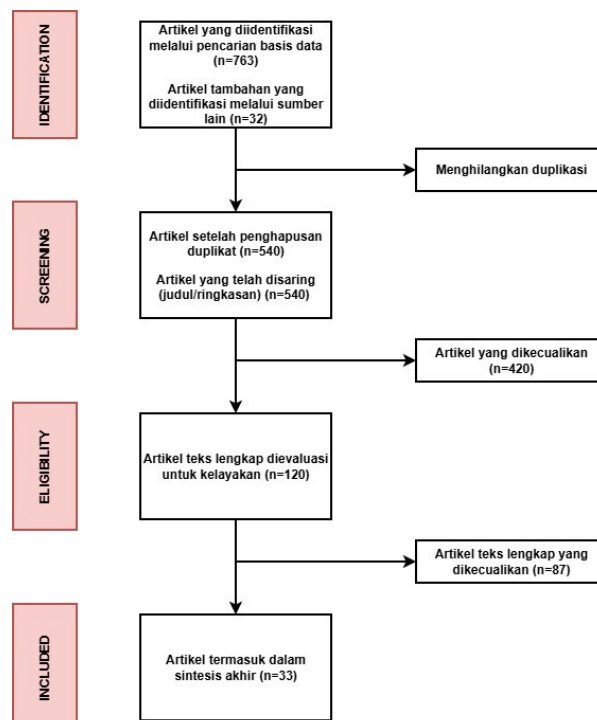 IDENTIFICATION
Artikel yang diidentifikasi
melalui pencarian basis data
(n=763)
Artikel tambahan yang
diidentifikasi melalui sumber
lain (n=32)
Menghilangkan duplikasi
SCREENING
Artikel setelah penghapusan
duplikat (n=540)
Artikel yang telah disaring
(judul/ringkasan) (n=540)
Artikel yang dikecualikan
(n=420)
ELIGIBILITY
Artikel teks lengkap dievaluasi
untuk kelayakan (n=120)
Artikel teks lengkap yang
dikecualikan (n=87)
INCLUDED
Artikel termasuk dalam
sintesis akhir (n=33)